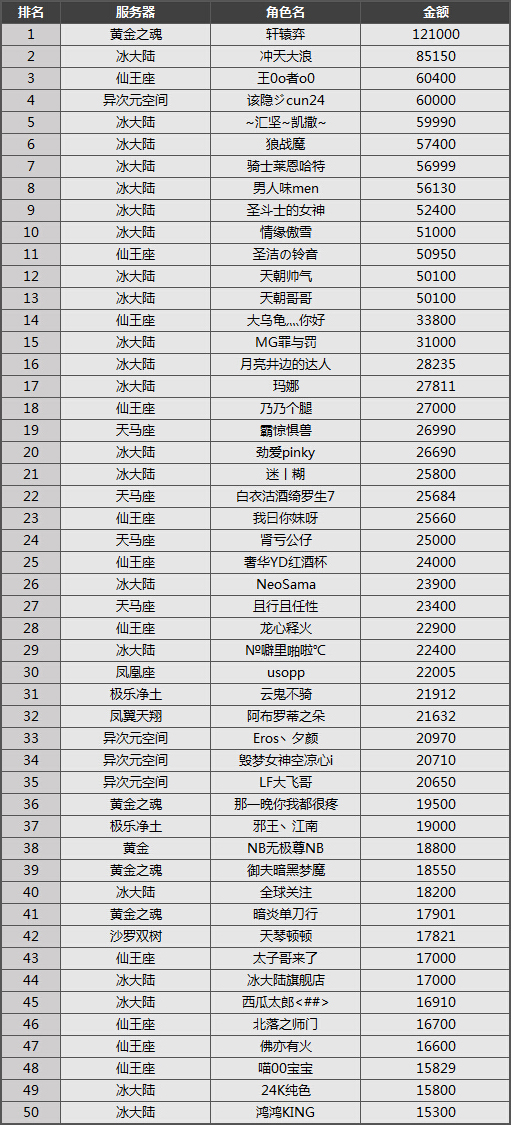 排名 服务器 角色名 金额
1 黄金之魂 轩辕弈 121000
2 冰大陆 冲天大浪 85150
3 仙王座 王0o者o0 60400
4 异次元空间 该隐ジcun24 60000
5 冰大陆 ~汇坚~凯撒~ 59990
6 冰大陆 狼战魔 57400
7 冰大陆 骑士莱恩哈特 56999
8 冰大陆 男人味men 56130
9 冰大陆 圣斗士的女神 52400
10 冰大陆 情缘傲雪 51000
11 仙王座 圣洁の铃音 50950
12 冰大陆 天朝帅气 50100
13 冰大陆 天朝哥哥 50100
14 仙王座 大乌龟灬你好 33800
15 冰大陆 MG罪与罚 31000
16 冰大陆 月亮井边的达人 28235
17 冰大陆 玛娜 27811
18 仙王座 乃乃个腿 27000
19 天马座 霸惊惧兽 26990
20 冰大陆 劲爱pinky 26690
21 冰大陆 迷丨糊 25800
22 天马座 白衣沽酒绮罗生7 25684
23 仙王座 我曰你妹呀 25660
24 天马座 肾亏公仔 25000
25 仙王座 奢华YD红酒杯 24000
26 冰大陆 NeoSama 23900
27 天马座 且行且任性 23400
28 仙王座 龙心释火 22900
29 冰大陆 №噼里啪啦℃ 22400
30 凤凰座 usopp 22005
31 极乐净土 云鬼不骑 21912
32 凤翼天翔 阿布罗蒂之朵 21632
33 异次元空间 Eros丶夕颜 20970
34 异次元空间 毁梦女神空凉心i 20710
35 异次元空间 LF大飞哥 20650
36 黄金之魂 那一晚你我都很疼 19500
37 极乐净土 邪王丶江南 19000
38 黄金 NB无极尊NB 18800
39 黄金之魂 御夫暗黑梦魔 18550
40 冰大陆 全球关注 18200
41 黄金之魂 暗炎单刀行 17901
42 沙罗双树 天琴顿顿 17821
43 仙王座 太子哥来了 17000
44 冰大陆 冰大陆旗舰店 17000
45 冰大陆 西瓜太郎<##> 16910
46 仙王座 北落之师门 16700
47 仙王座 佛亦有火 16600
48 仙王座 喵00宝宝 15829
49 冰大陆 24K纯色 15800
50 冰大陆 鸿鸿KING 15300